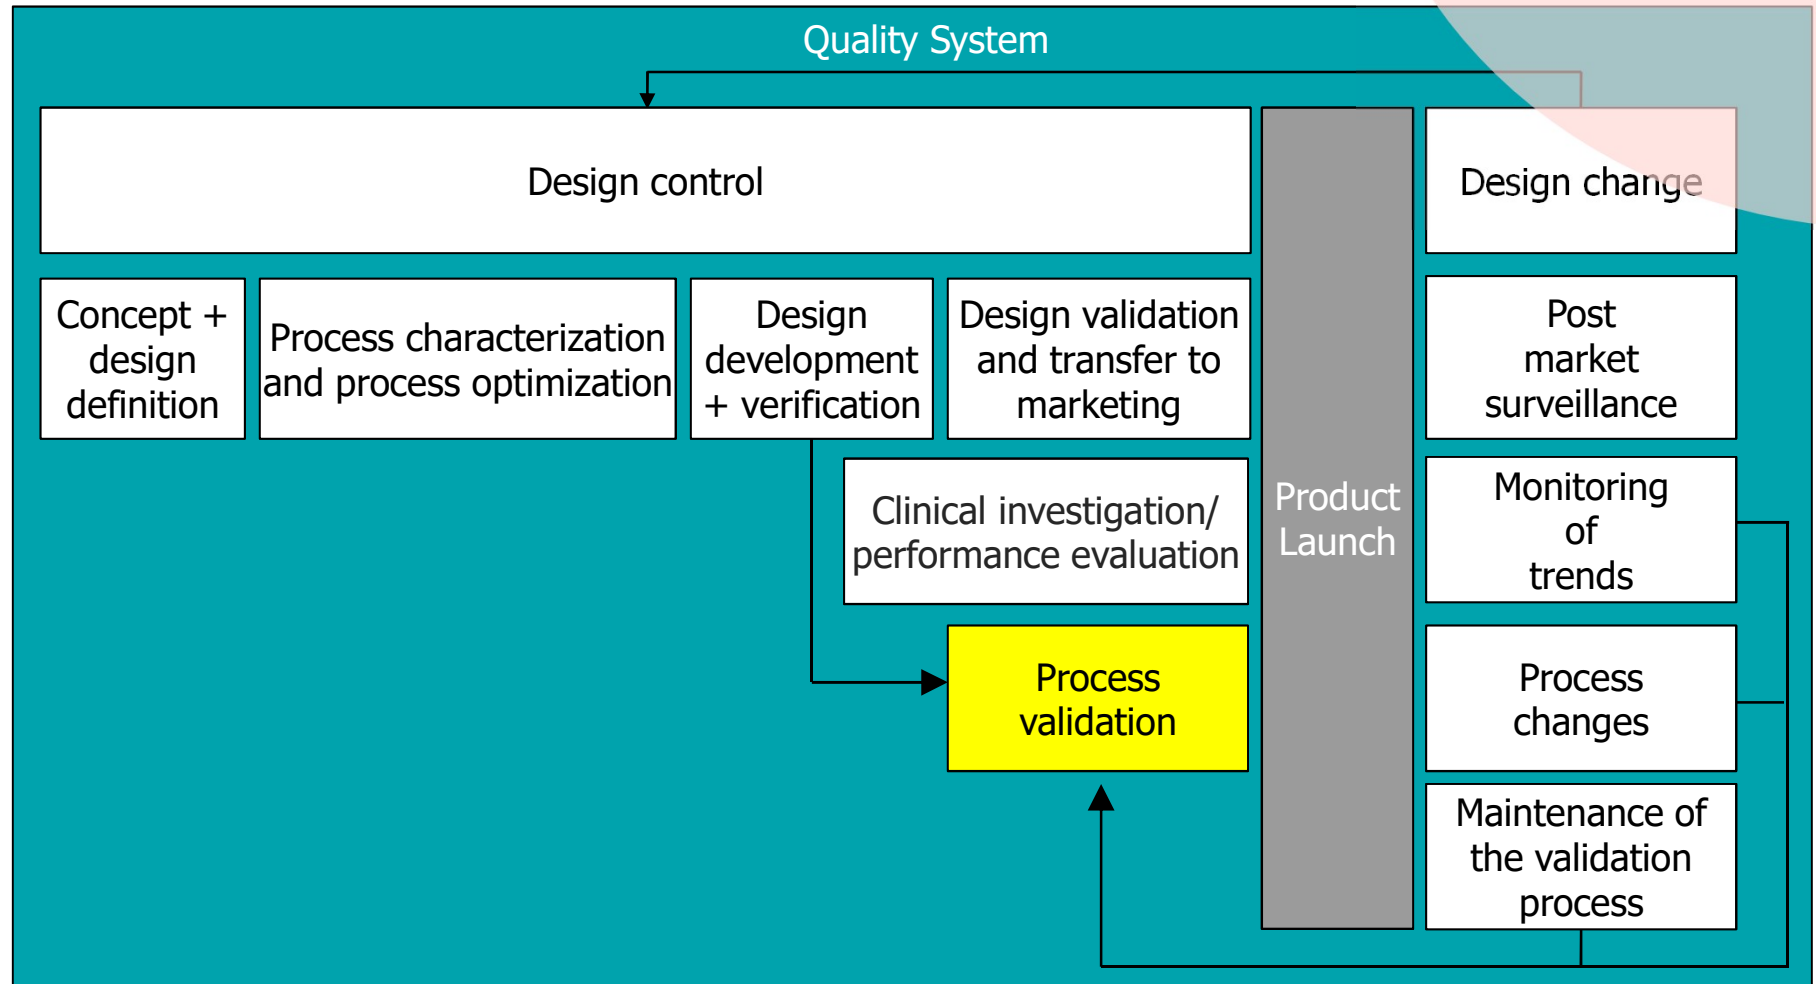 Quality System
Design control
Design change
Concept +
design
definition
Process characterization
and process optimization
Design
development
+ verification
Design validation
and transfer to
marketing
Post
market
surveillance
Clinical investigation/
performance evaluation
Product
Launch
Monitoring
of
trends
Process
validation
Process
changes
Maintenance of
the validation
process